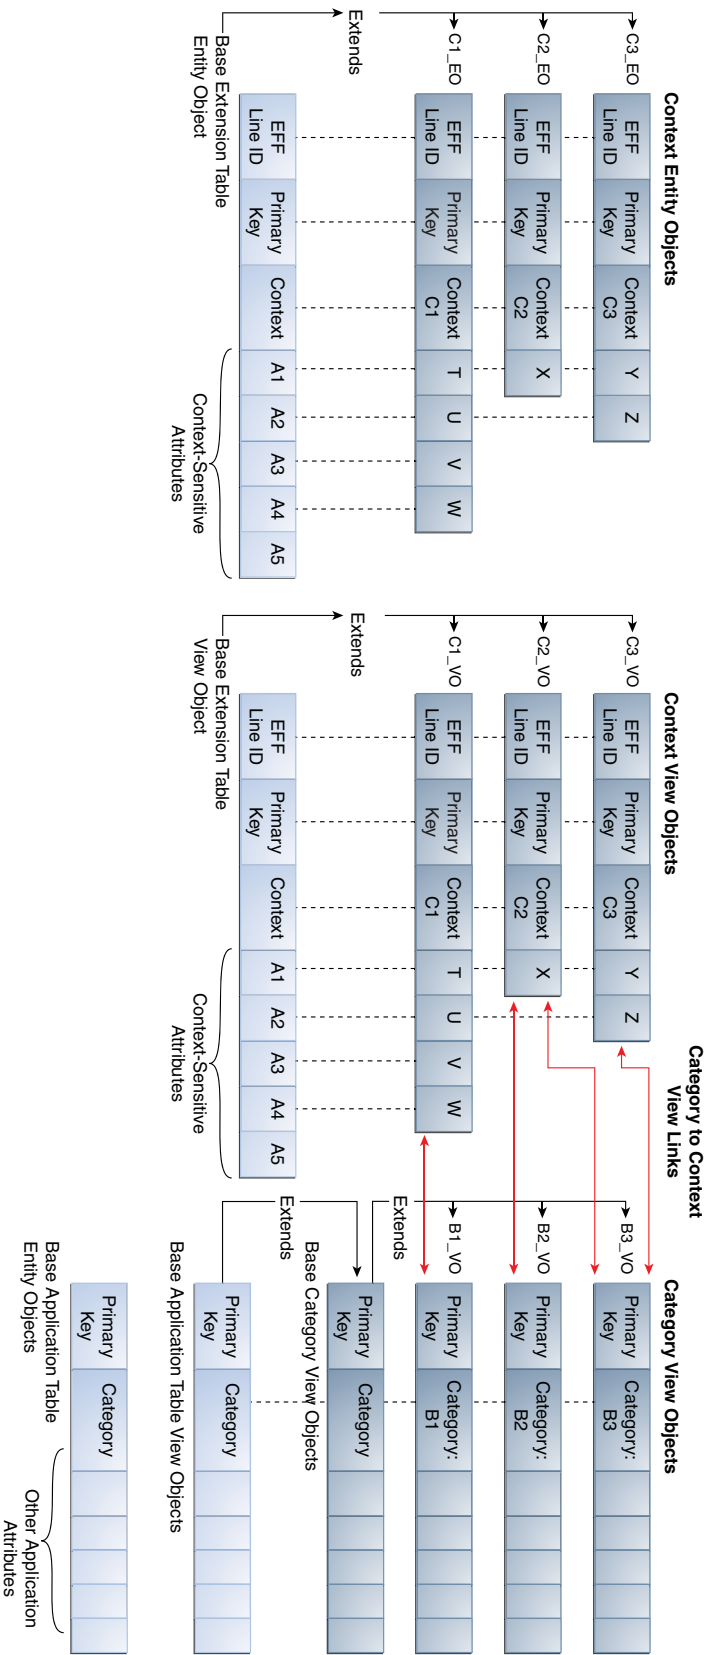 Context Entity Objects
C3_EO
EFF
Line ID
Primary
Key
Context
C3
Y
Z
C2_EO
EFF
Line ID
Primary
Key
Context
C2
X
C1_EO
EFF
Line ID
Primary
Key
Context
C1
T
U
V
W
Extends
EFF
Line ID
Primary
Key
Context
A1
A2
A3
A4
A5
Base Extension Table
Entity Object
Context-Sensitive
Attributes
Context View Objects
C3_VO
EFF
Line ID
Primary
Key
Context
C3
Y
Z
C2_VO
EFF
Line ID
Primary
Key
Context
C2
X
C1_VO
EFF
Line ID
Primary
Key
Context
C1
T
U
V
W
Extends
EFF
Line ID
Primary
Key
Context
A1
A2
A3
A4
A5
Base Extension Table
View Object
Context-Sensitive
Attributes
Category to Context
View Links
Category View Objects
B3_VO
Primary
Key
Category:
B3
B2_VO
Primary
Key
Category:
B2
B1_VO
Primary
Key
Category:
B1
Extends
Primary
Key
Category
Base Category View Objects
Extends
Primary
Key
Category
Base Application Table View Objects
Primary
Key
Category
Base Application Table
Entity Objects
Other Application
Attributes